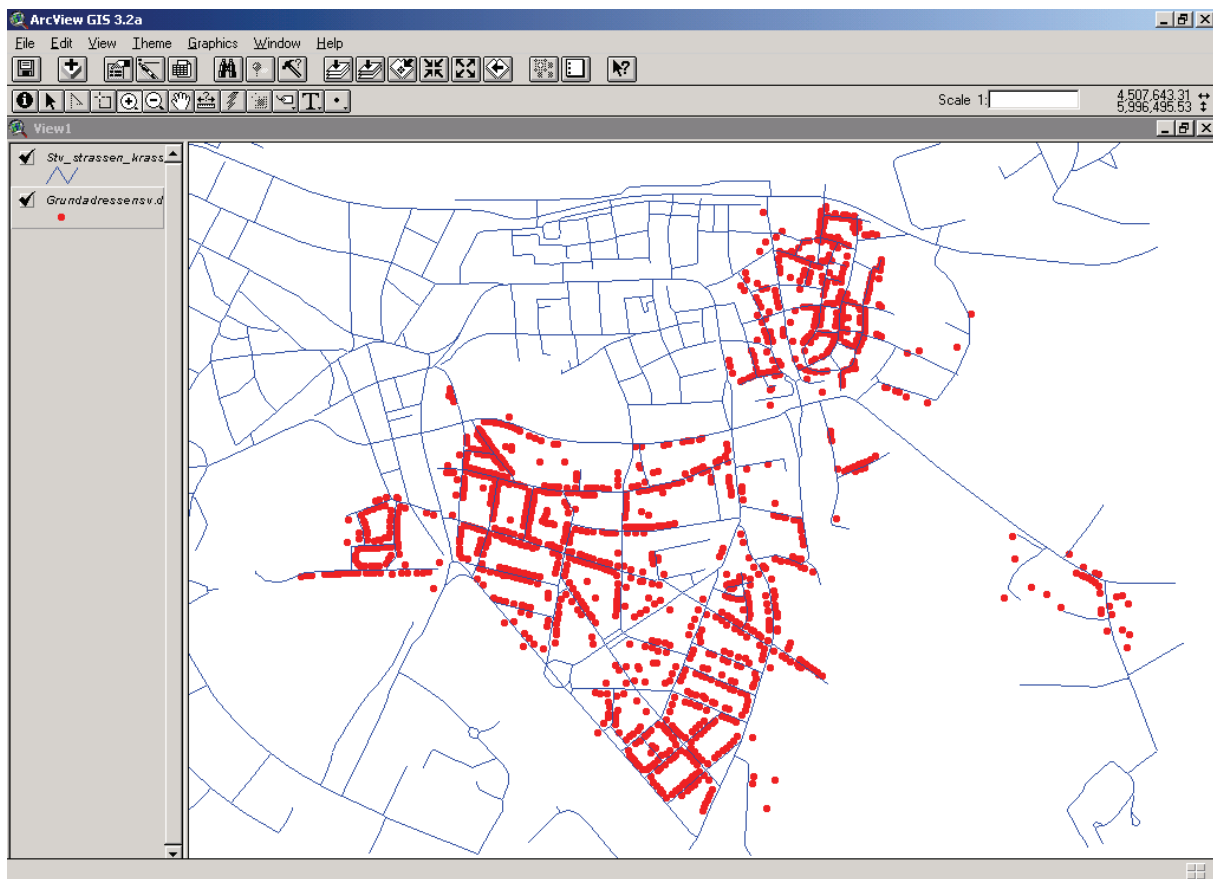 ArcView GIS 3.2a
File Edit View Theme Graphics Window Help
Scale 1:
4,507,643.31
5,996,495.53
View1
Stv_strassen_krass
Grundadressensv.d